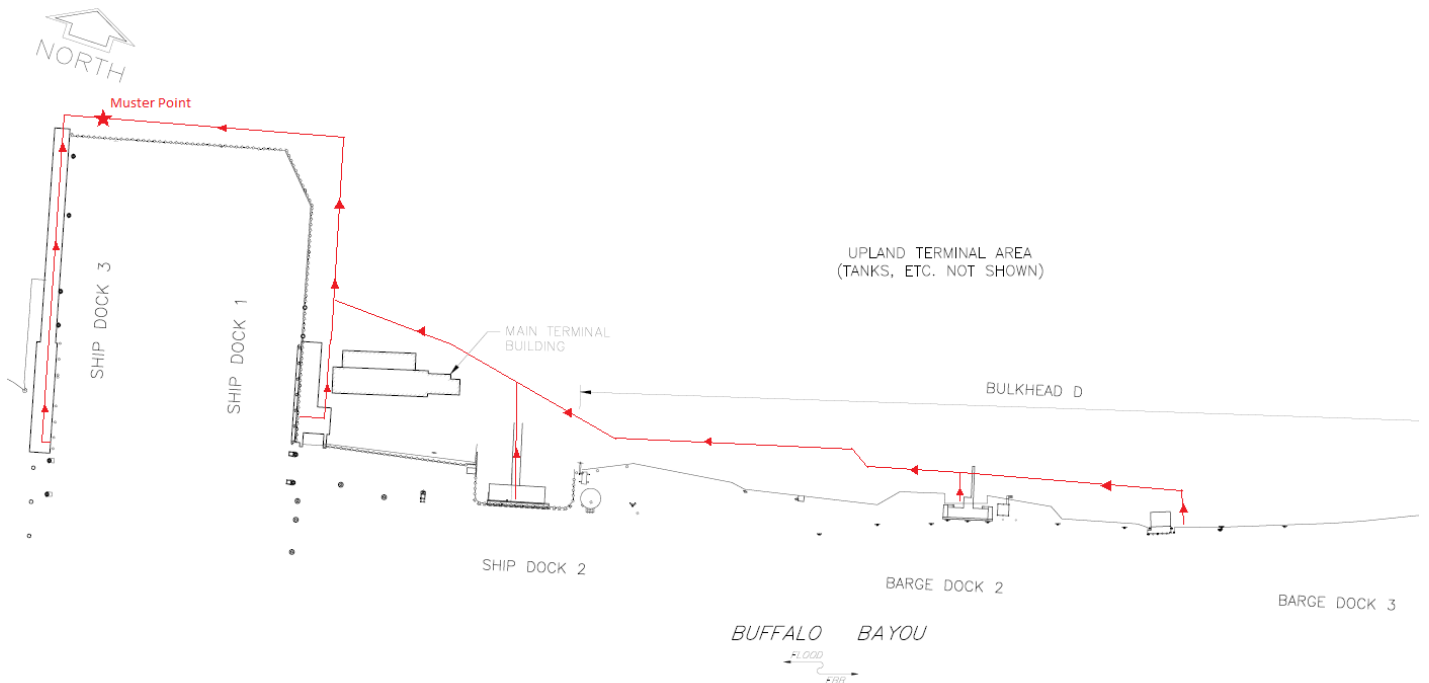 NORTH
Muster Point
UPLAND TERMINAL AREA
(TANKS, ETC. NOT SHOWN)
SHIP DOCK 3
SHIP DOCK 1
MAIN TERMINAL
BUILDING
BULKHEAD D
SHIP DOCK 2
BARGE DOCK 2
BARGE DOCK 3
BUFFALO BAYOU
FLOOD
EBB